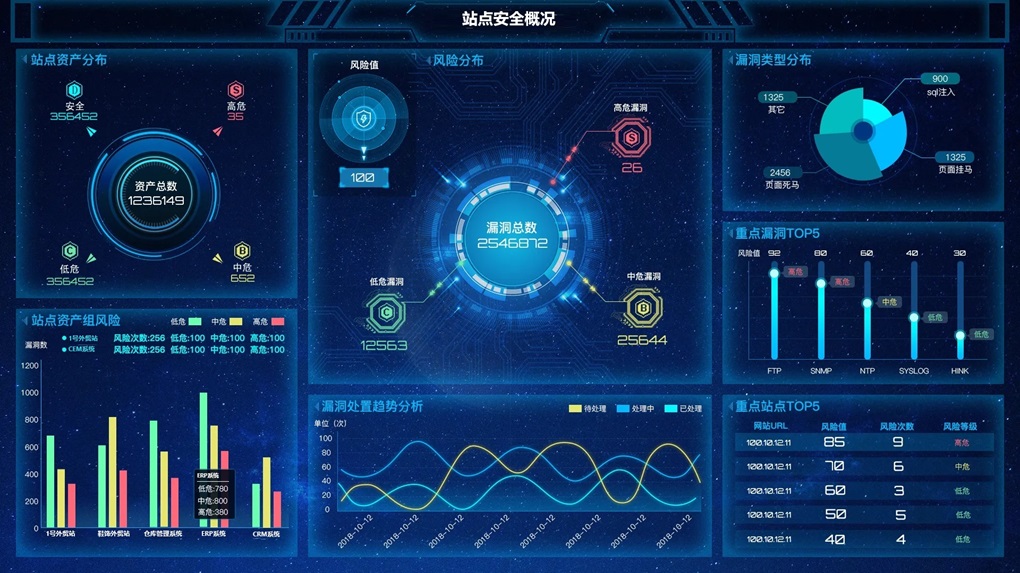 站点安全概况
站点资产分布
安全
356452
高危
35
资产总数
1236149
低危
356452
中危
652
站点资产组风险
低危 中危 高危
漏洞数
1号外贸站 风险次数:256 低危:100 中危:100 高危:100
CEM系统 风险次数:256 低危:100 中危:100 高危:100
1200
1000
800
600
400
200
0
ERP系统
低危:780
中危:800
高危:380
1号外贸站 鞋饰外贸站 仓库管理系统 ERP系统 CRM系统
风险分布
风险值
100
高危漏洞
26
漏洞总数
2546872
低危漏洞
12563
中危漏洞
25644
漏洞处置趋势分析
待处理 处理中 已处理
单位（次）
100
80
60
40
20
0
2018-10-12 2018-10-12 2018-10-12 2018-10-12 2018-10-12 2018-10-12 2018-10-12 2018-10-12
漏洞类型分布
900
sql注入
1325
其它
1325
页面挂马
2456
页面死马
重点漏洞TOP5
风险值 92 80 60 40 30
高危
高危
中危
低危
低危
FTP SNMP NTP SYSLOG HINK
重点站点TOP5
网站URL 风险值 风险次数 风险等级
100.10.12.11 85 9 高危
100.10.12.11 70 6 中危
100.10.12.11 60 3 低危
100.10.12.11 50 5 低危
100.10.12.11 40 4 低危